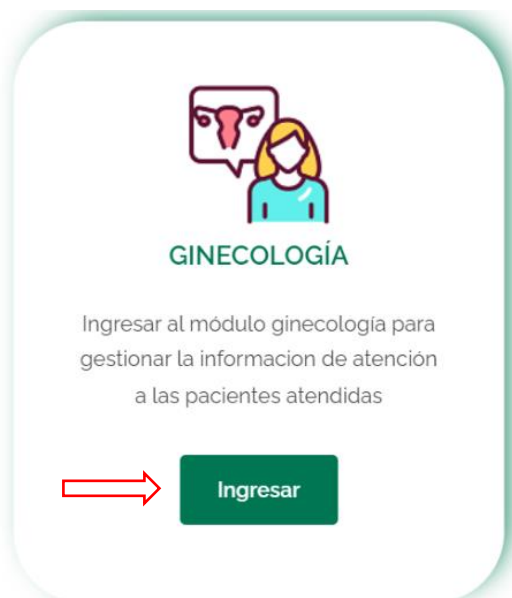 GINECOLOGÍA
Ingresar al módulo ginecología para
gestionar la informacion de atención
a las pacientes atendidas
Ingresar